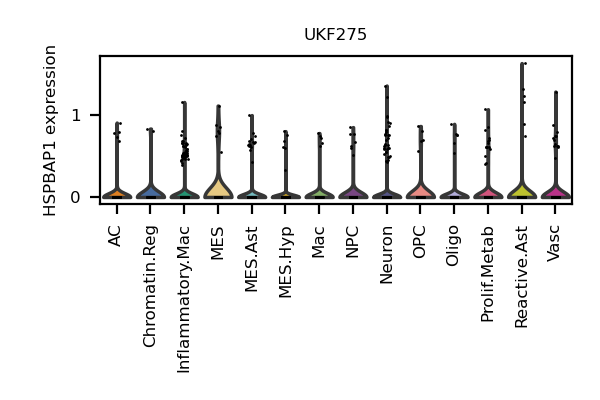 UKF275
HSPBAP1 expression
1
0
AC
Chromatin.Reg
Inflammatory.Mac
MES
MES.Ast
MES.Hyp
Mac
NPC
Neuron
OPC
Oligo
Prolif.Metab
Reactive.Ast
Vasc